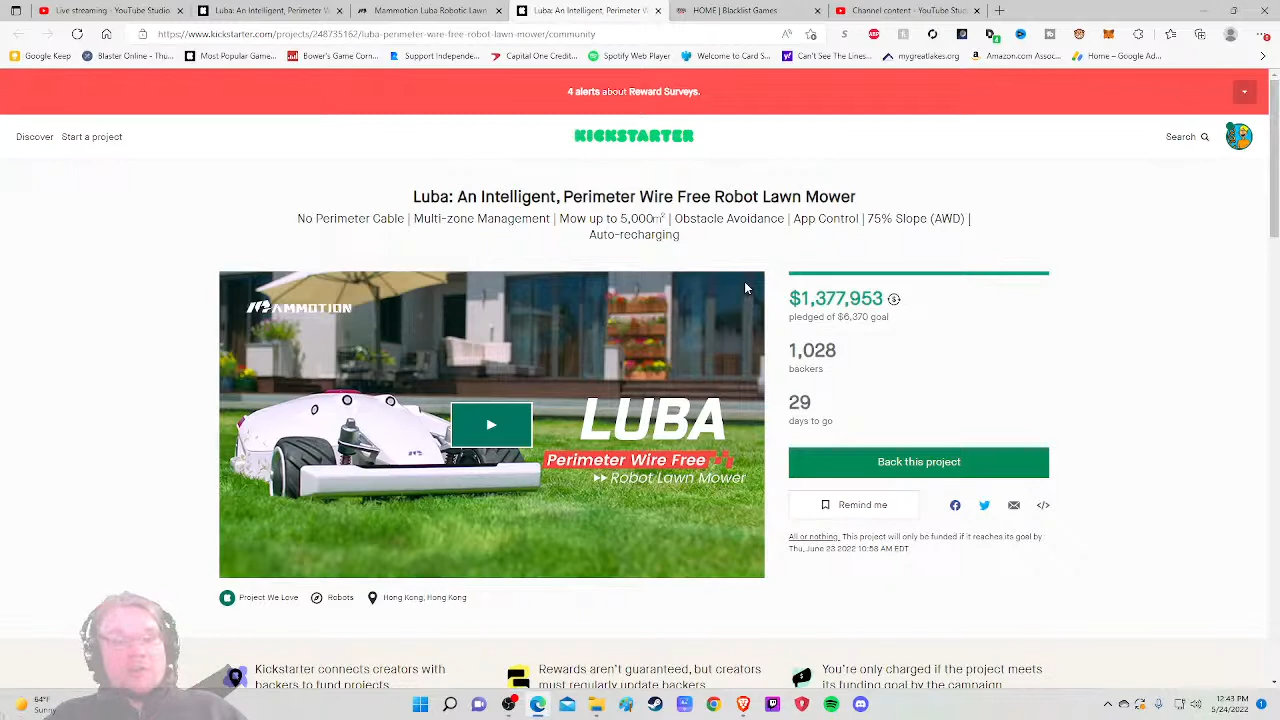 Luba: An Intelligent, Perimeter W
Mammotion Luba Robot Lawn Mow
Luba: An Intelligent, Perimeter W
HOME | Blacket Games
Content - YouTube Stu
https://www.kickstarter.com/projects/248735162/luba-perimeter-wire-free-robot-lawn-mower/community
Google Keep
Blaster Online - Thu...
Most Popular Game...
Bower's Game Corn...
Support Independe...
Capital One Credit...
Spotify Web Player
Welcome to Card S...
Can't See The Lines...
mygreatlakes.org
Amazon.com Assoc...
Home – Google Ad...
4 alerts about Reward Surveys.
Discover Start a project
KICKSTARTER
Search
Luba: An Intelligent, Perimeter Wire Free Robot Lawn Mower
No Perimeter Cable | Multi-zone Management | Mow up to 5,000㎡ | Obstacle Avoidance | App Control | 75% Slope (AWD) |
Auto-recharging
MAMMOTION
LUBA
Perimeter Wire Free
Robot Lawn Mower
$1,377,953
pledged of $6,370 goal
1,028
backers
29
days to go
Back this project
Remind me
All or nothing. This project will only be funded if it reaches its goal by
Thu, June 23 2022 10:58 AM EDT.
Project We Love
Robots
Hong Kong, Hong Kong
Kickstarter connects creators with
backers to fund projects
Rewards aren't guaranteed, but creators
must regularly update backers
You're only charged if the project meets
its funding goal by the campaign
12:43 PM
5/24/2022